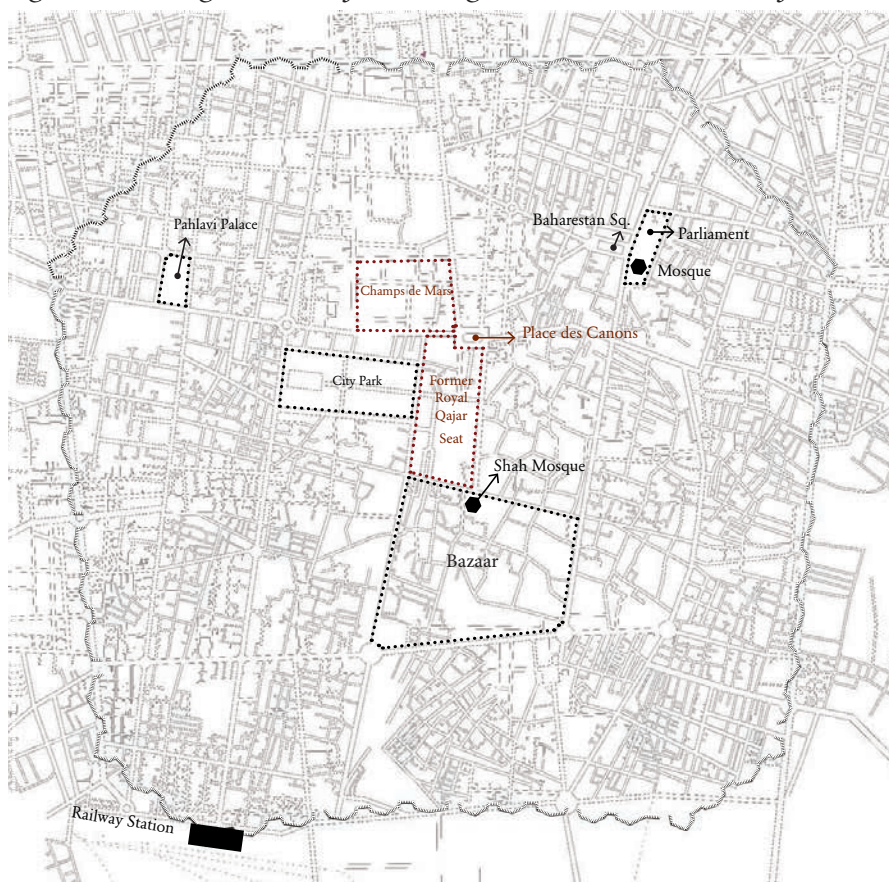 Baharestan Sq.
Pahlavi Palace
Parliament
Mosque
Champs de Mars
Place des Canons
City Park
Former
Royal
Qajar
Seat
Shah Mosque
Bazaar
Railway Station